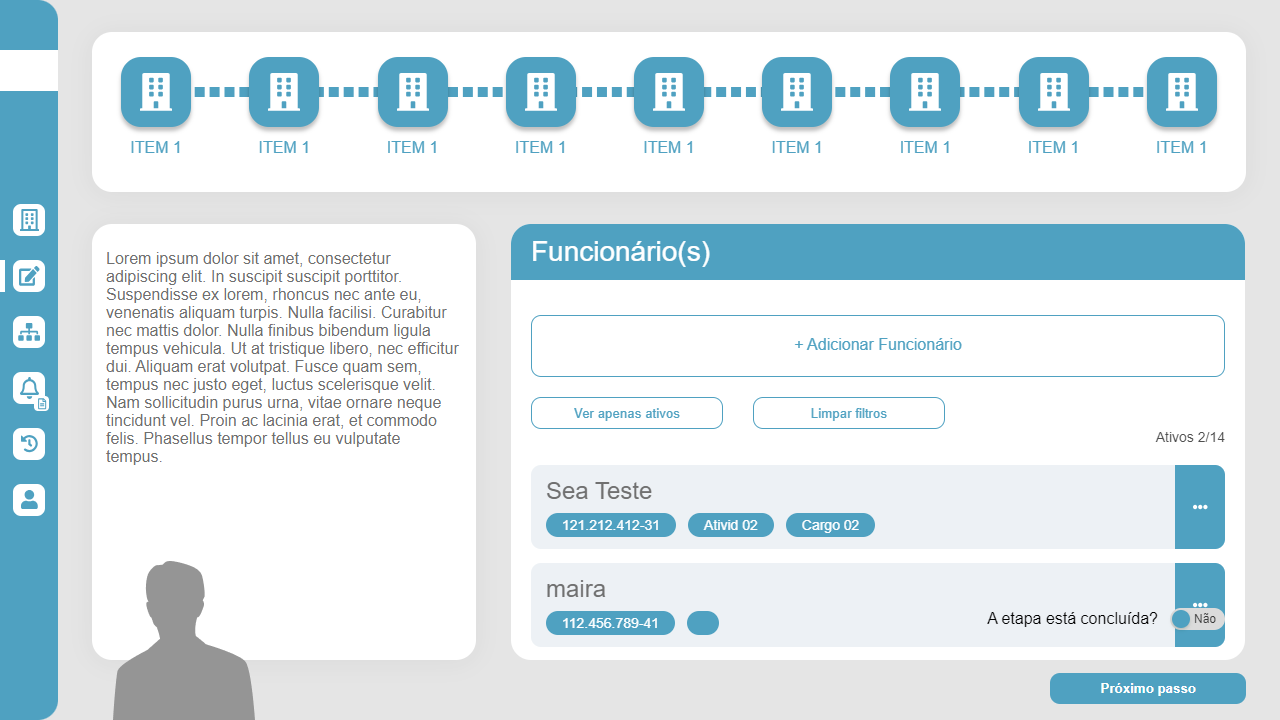 ITEM 1 ITEM 1 ITEM 1 ITEM 1 ITEM 1 ITEM 1 ITEM 1 ITEM 1 ITEM 1
Lorem ipsum dolor sit amet, consectetur
adipiscing elit. In suscipit suscipit porttitor.
Suspendisse ex lorem, rhoncus nec ante eu,
venenatis aliquam turpis. Nulla facilisi. Curabitur
nec mattis dolor. Nulla finibus bibendum ligula
tempus vehicula. Ut at tristique libero, nec efficitur
dui. Aliquam erat volutpat. Fusce quam sem,
tempus nec justo eget, luctus scelerisque velit.
Nam sollicitudin purus urna, vitae ornare neque
tincidunt vel. Proin ac lacinia erat, et commodo
felis. Phasellus tempor tellus eu vulputate
tempus.
Funcionário(s)
+ Adicionar Funcionário
Ver apenas ativos Limpar filtros
Ativos 2/14
Sea Teste
121.212.412-31 Ativid 02 Cargo 02
•••
maira
•••
112.456.789-41
A etapa está concluída? Não
Próximo passo